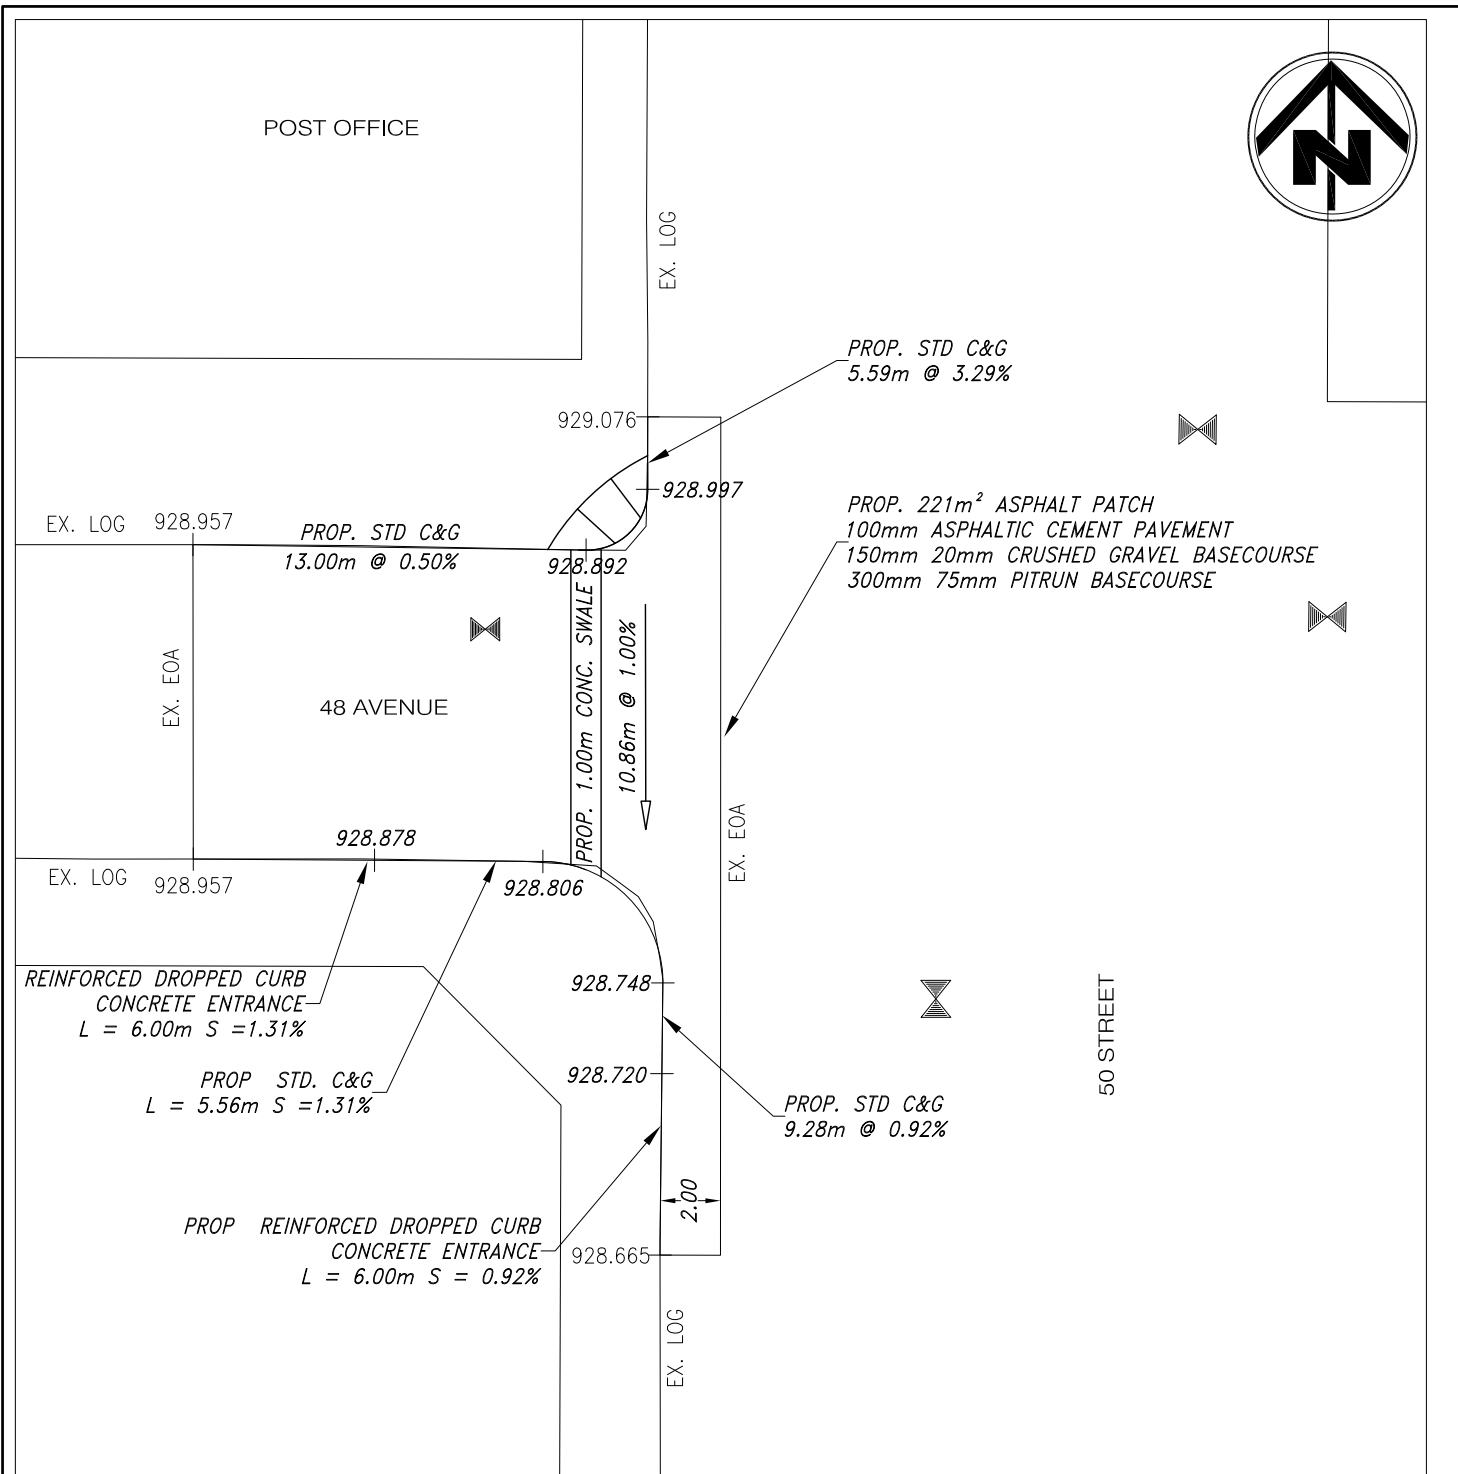 POST OFFICE
N
EX. LOG
PROP. STD C&G
5.59m @ 3.29%
929.076
928.997
PROP. 221m² ASPHALT PATCH
100mm ASPHALTIC CEMENT PAVEMENT
150mm 20mm CRUSHED GRAVEL BASECOURSE
300mm 75mm PITRUN BASECOURSE
EX. LOG
928.957
PROP. STD C&G
13.00m @ 0.50%
928.892
PROP. 1.00m CONC. SWALE
10.86m @ 1.00%
EX. EOA
48 AVENUE
EX. EOA
928.878
EX. LOG
928.957
928.806
REINFORCED DROPPED CURB
CONCRETE ENTRANCE
L = 6.00m S =1.31%
928.748
50 STREET
PROP STD. C&G
L = 5.56m S =1.31%
928.720
PROP. STD C&G
9.28m @ 0.92%
2.00
PROP REINFORCED DROPPED CURB
CONCRETE ENTRANCE
L = 6.00m S = 0.92%
928.665
EX. LOG